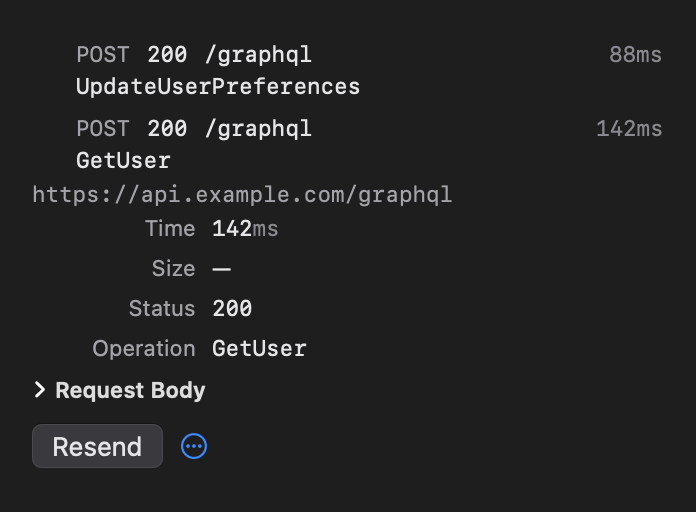 POST 200 /graphql 88ms
UpdateUserPreferences
POST 200 /graphql 142ms
GetUser
https://api.example.com/graphql
Time 142ms
Size —
Status 200
Operation GetUser
Request Body
Resend